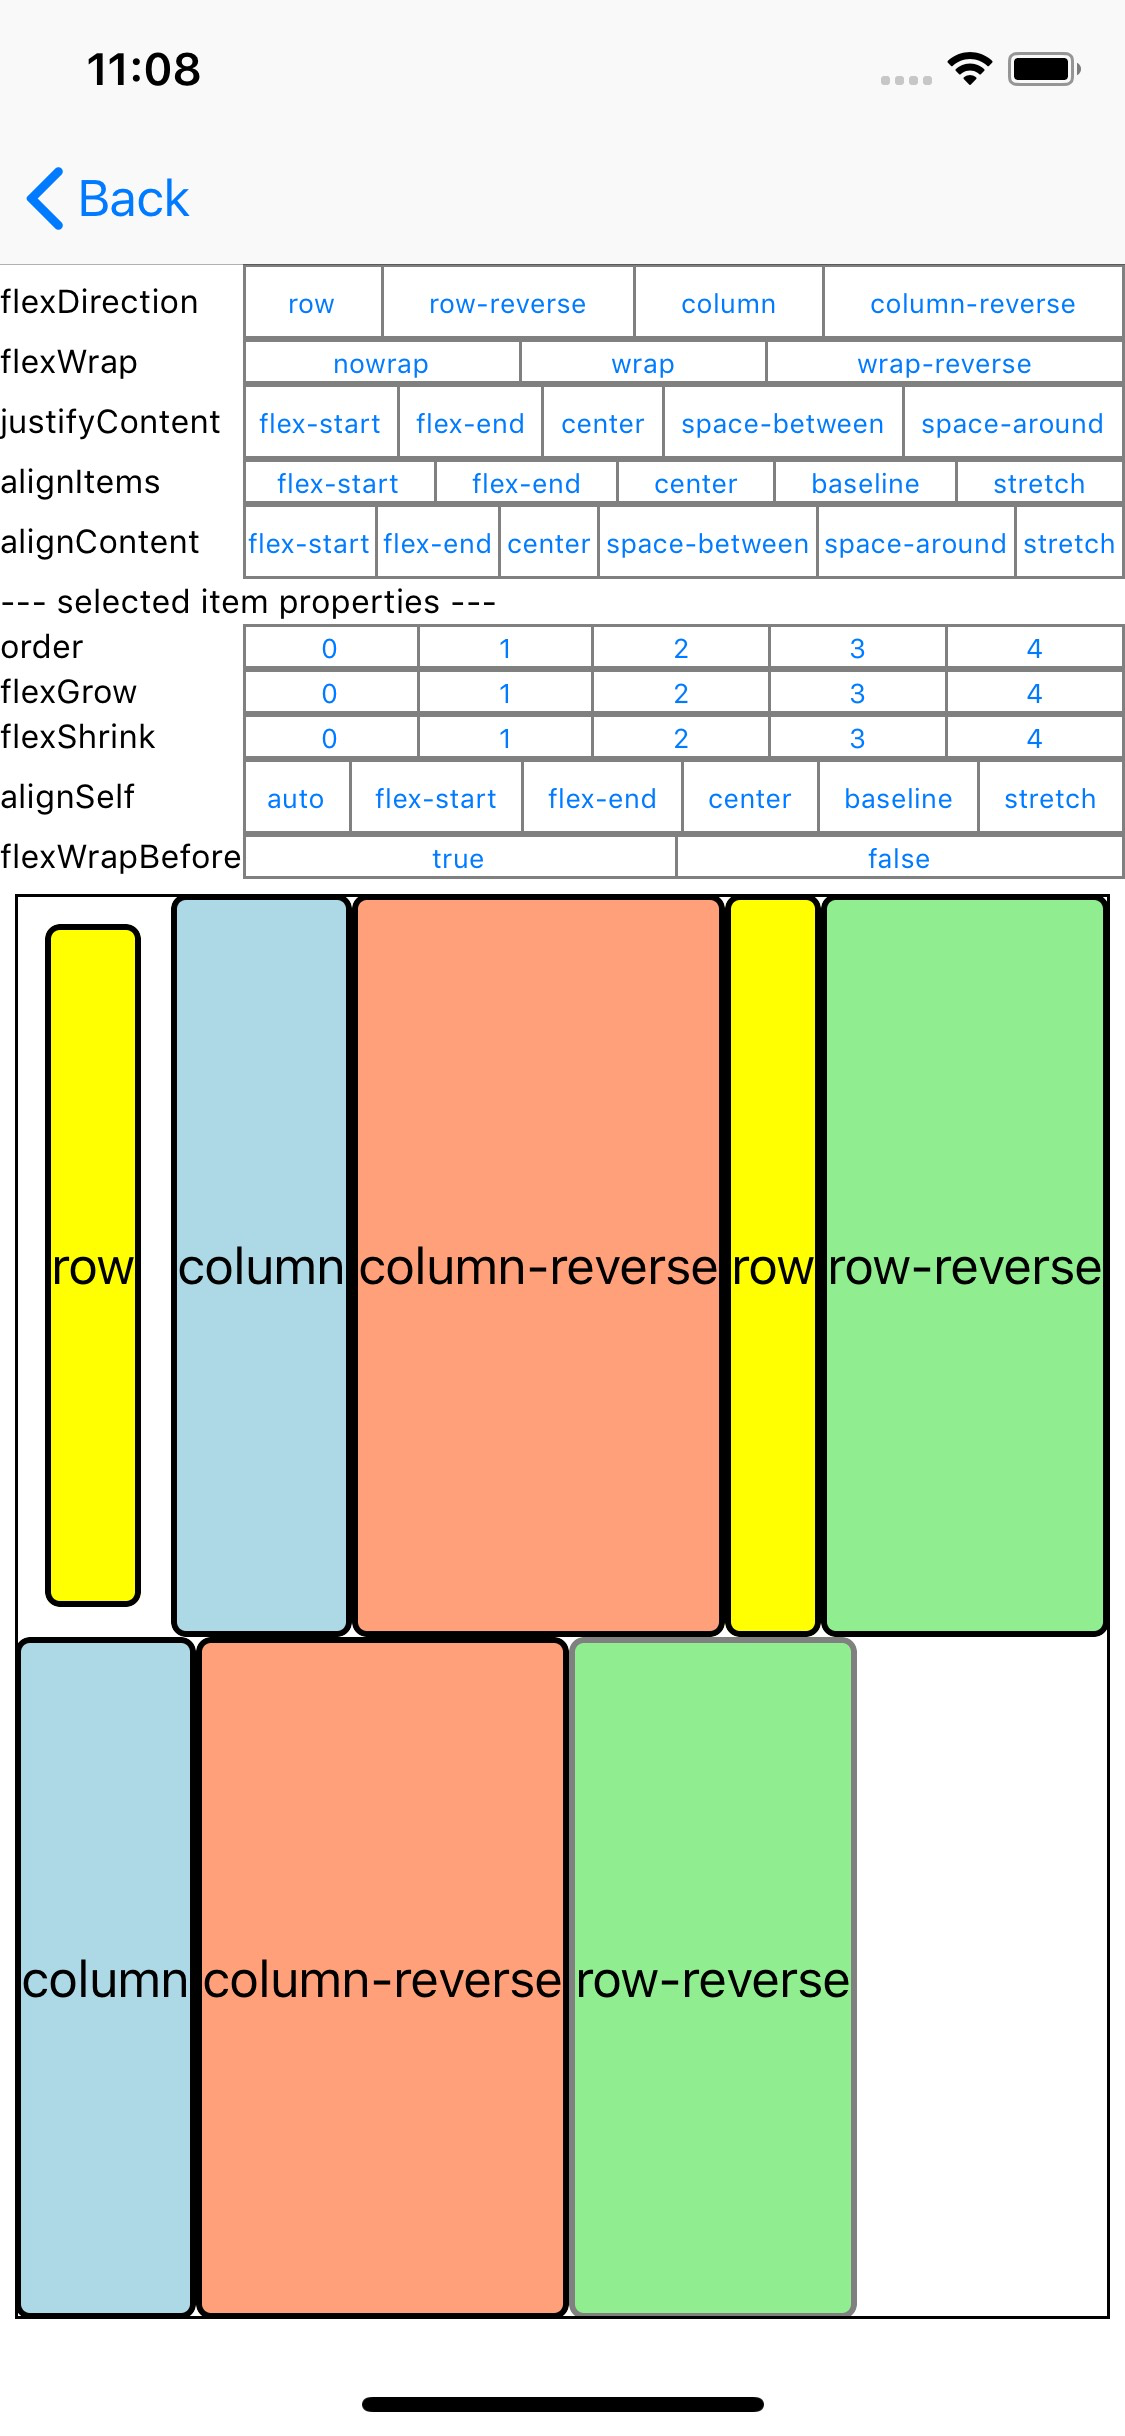 11:08
Back
flexDirection row row-reverse column column-reverse
flexWrap nowrap wrap wrap-reverse
justifyContent flex-start flex-end center space-between space-around
alignItems flex-start flex-end center baseline stretch
alignContent flex-start flex-end center space-between space-around stretch
--- selected item properties ---
order 0 1 2 3 4
flexGrow 0 1 2 3 4
flexShrink 0 1 2 3 4
alignSelf auto flex-start flex-end center baseline stretch
flexWrapBefore true false
row column column-reverse row row-reverse
column column-reverse row-reverse